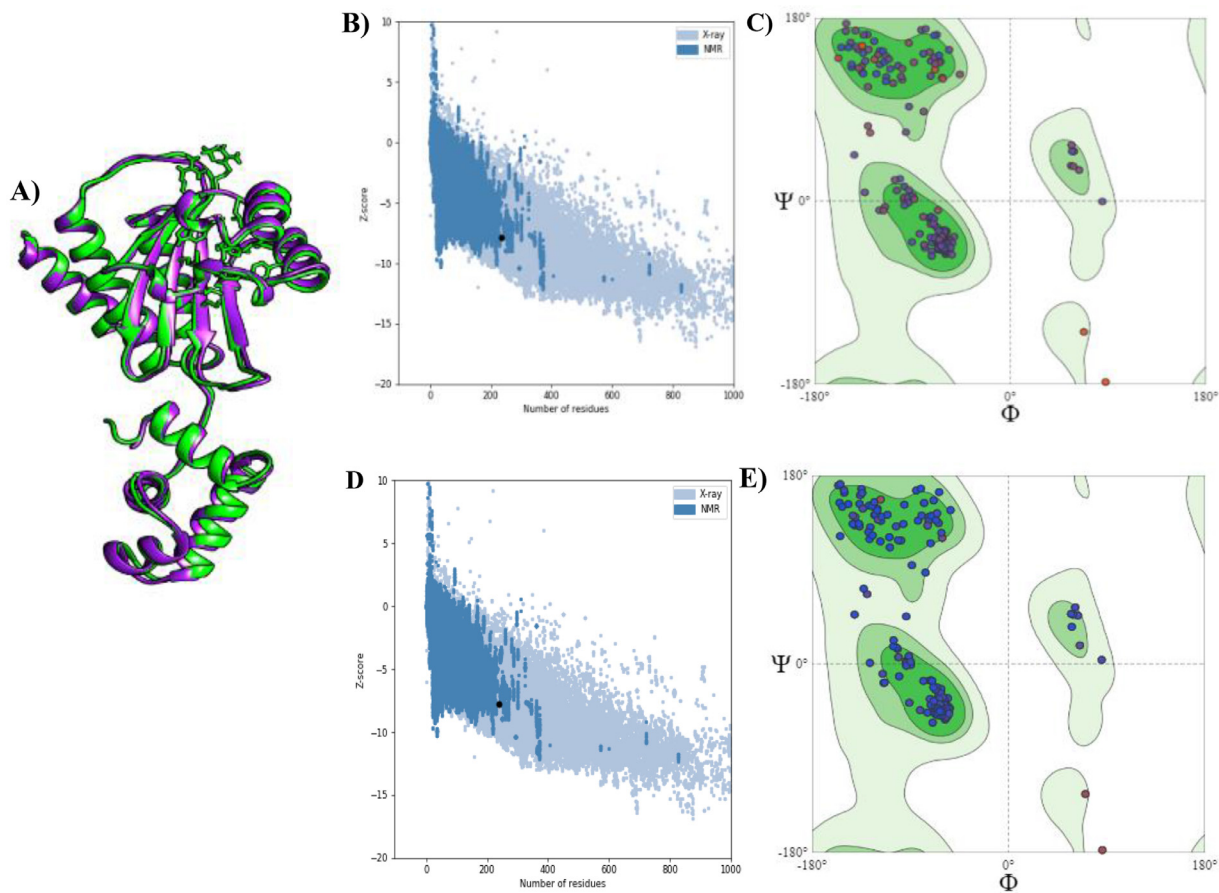 A)
B)
10
5
0
-5
-10
-15
-20
Z-score
X-ray
NMR
0
200
400
600
800
1000
Number of residues
C)
180°
Ψ 0°
-180°
-180°
0°
180°
Φ
D
10
5
0
-5
-10
-15
-20
Z-score
X-ray
NMR
0
200
400
600
800
1000
Number of residues
E)
180°
Ψ 0°
-180°
-180°
0°
180°
Φ